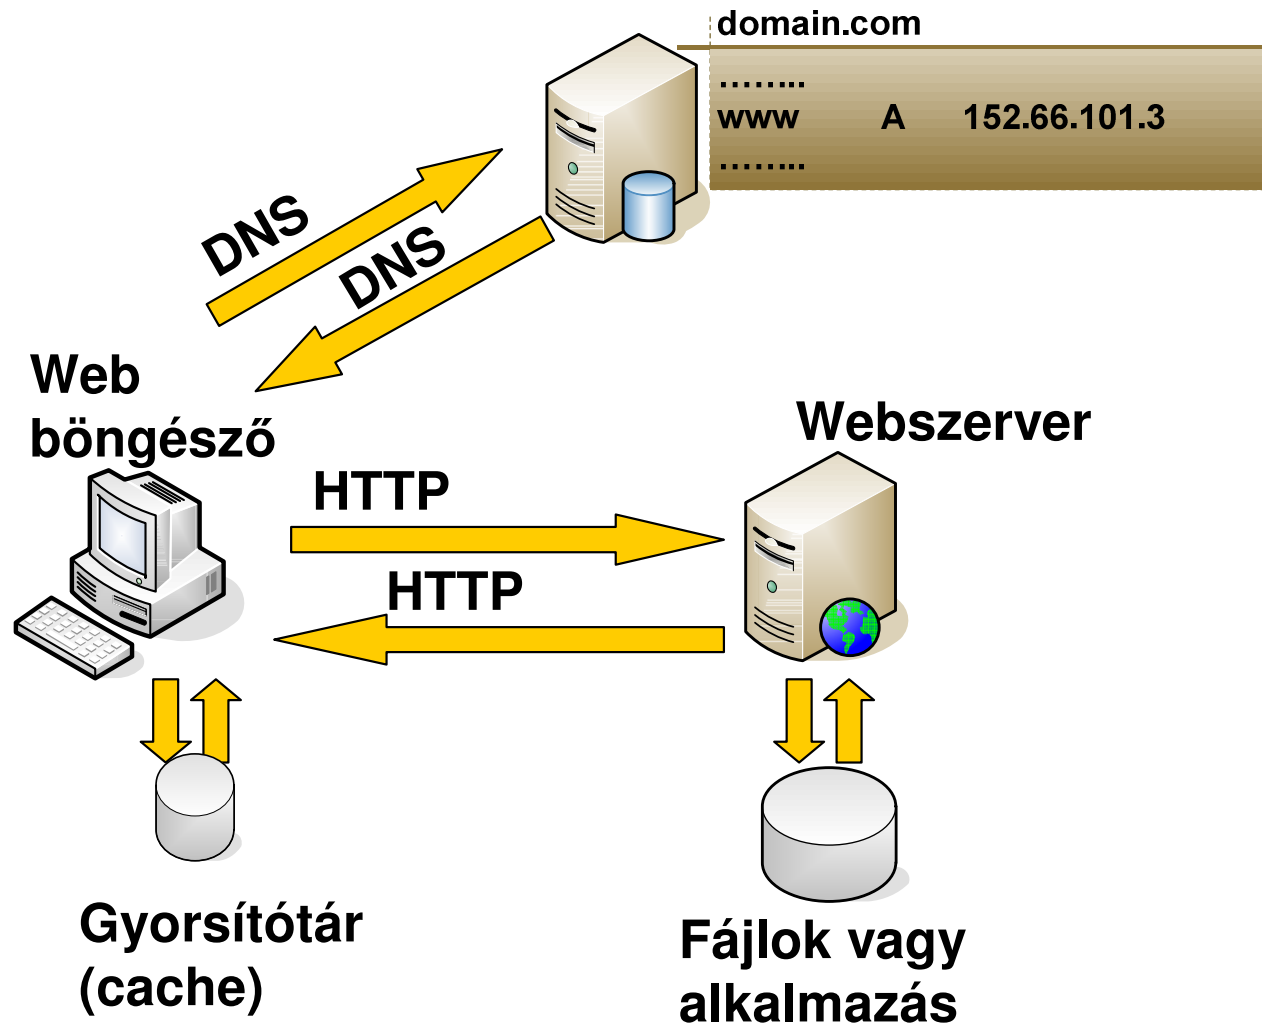 domain.com
........
www A 152.66.101.3
........
DNS
DNS
Web
böngésző
Webszerver
HTTP
HTTP
Gyorsítótár
(cache)
Fájlok vagy
alkalmazás